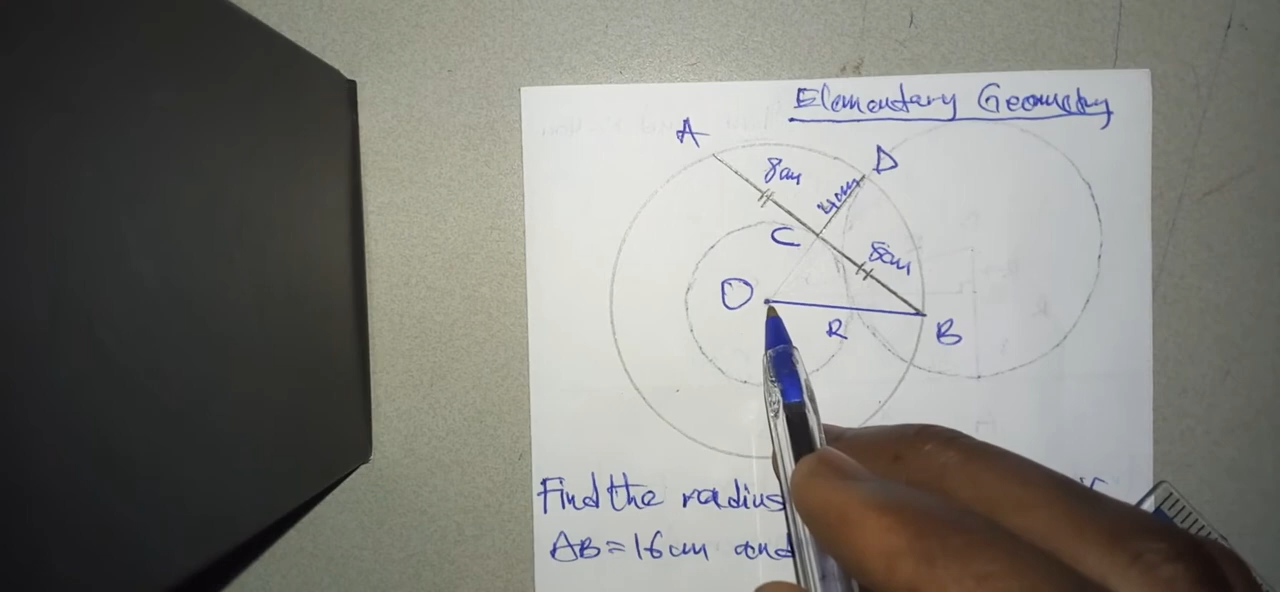 Elementary Geometry
A
8cm
D
4cm
C
8cm
O
R
B
Find the radius
AB = 16cm and